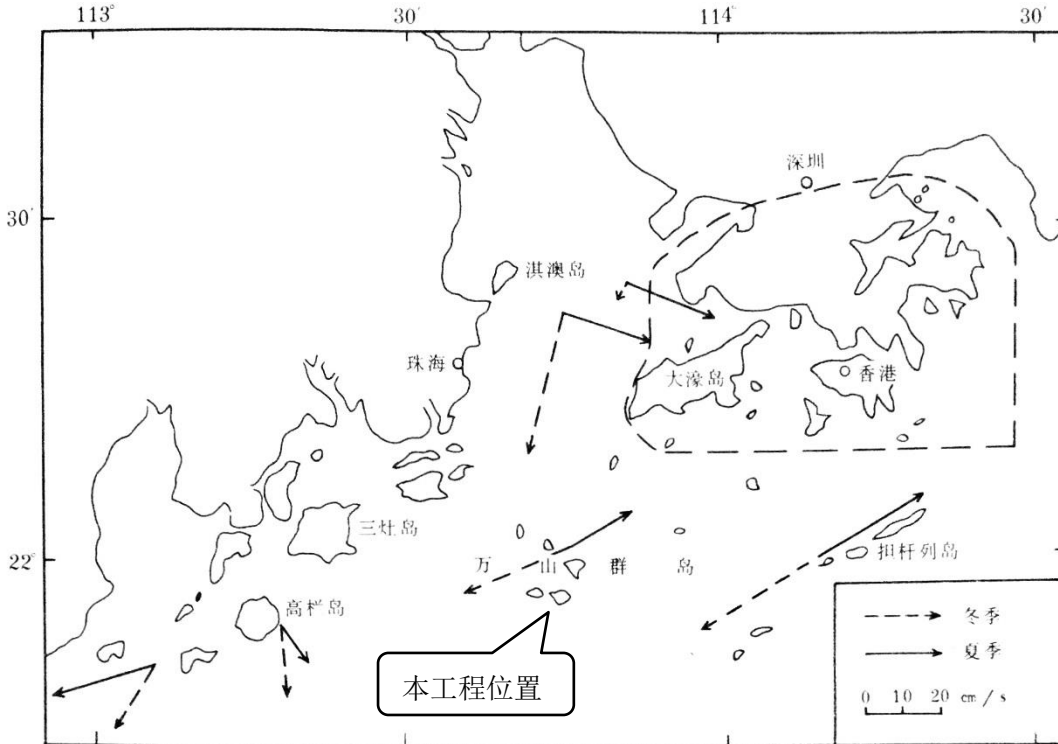 113°
30′
114°
30′
深圳
30′
淇澳岛
珠海
大濠岛
香港
三灶岛
22°
万山群岛
担杆列岛
高栏岛
冬季
夏季
本工程位置
0 10 20 cm/s